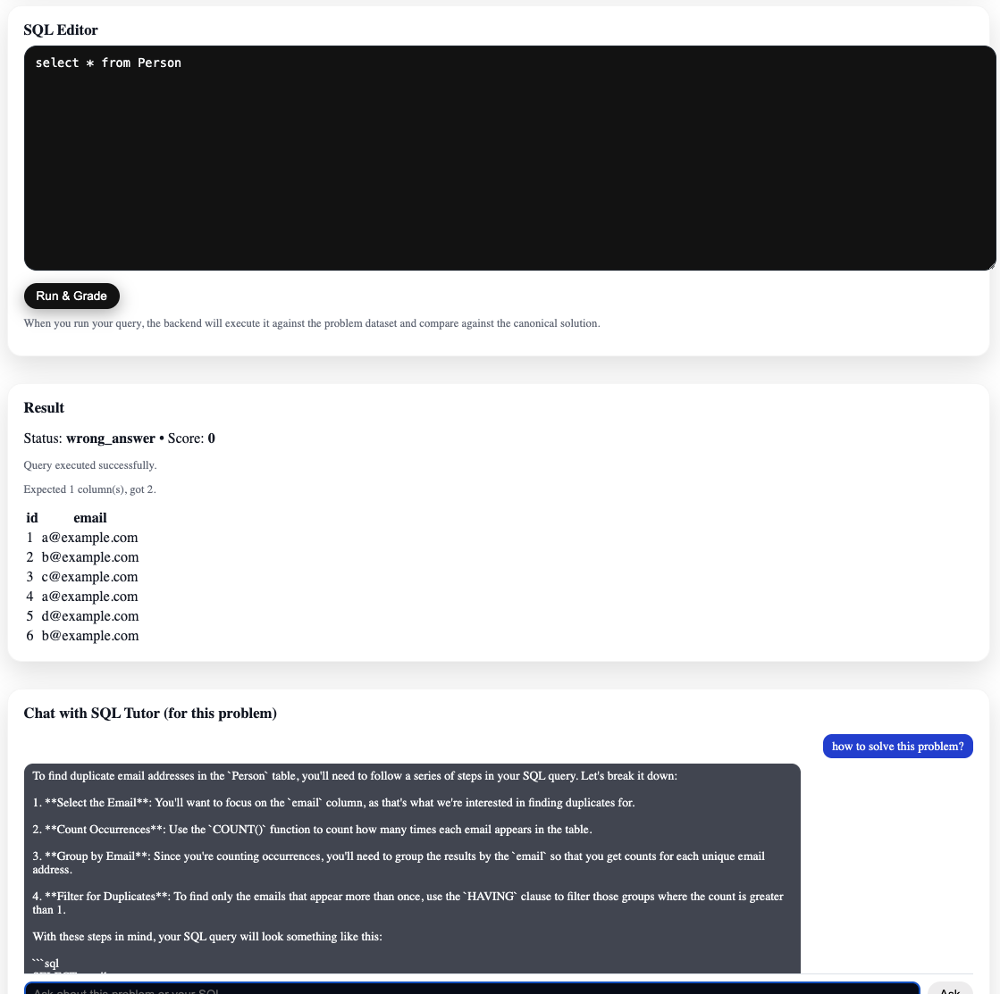 SQL Editor
select * from Person
Run & Grade
When you run your query, the backend will execute it against the problem dataset and compare against the canonical solution.
Result
Status: wrong_answer • Score: 0
Query executed successfully.
Expected 1 column(s), got 2.
id email
1 a@example.com
2 b@example.com
3 c@example.com
4 a@example.com
5 d@example.com
6 b@example.com
Chat with SQL Tutor (for this problem)
how to solve this problem?
To find duplicate email addresses in the `Person` table, you'll need to follow a series of steps in your SQL query. Let's break it down:
1. **Select the Email**: You'll want to focus on the `email` column, as that's what we're interested in finding duplicates for.
2. **Count Occurrences**: Use the `COUNT()` function to count how many times each email appears in the table.
3. **Group by Email**: Since you're counting occurrences, you'll need to group the results by the `email` so that you get counts for each unique email
address.
4. **Filter for Duplicates**: To find only the emails that appear more than once, use the `HAVING` clause to filter those groups where the count is greater
than 1.
With these steps in mind, your SQL query will look something like this:
```sql
Ask about this problem or your SQL
Ask